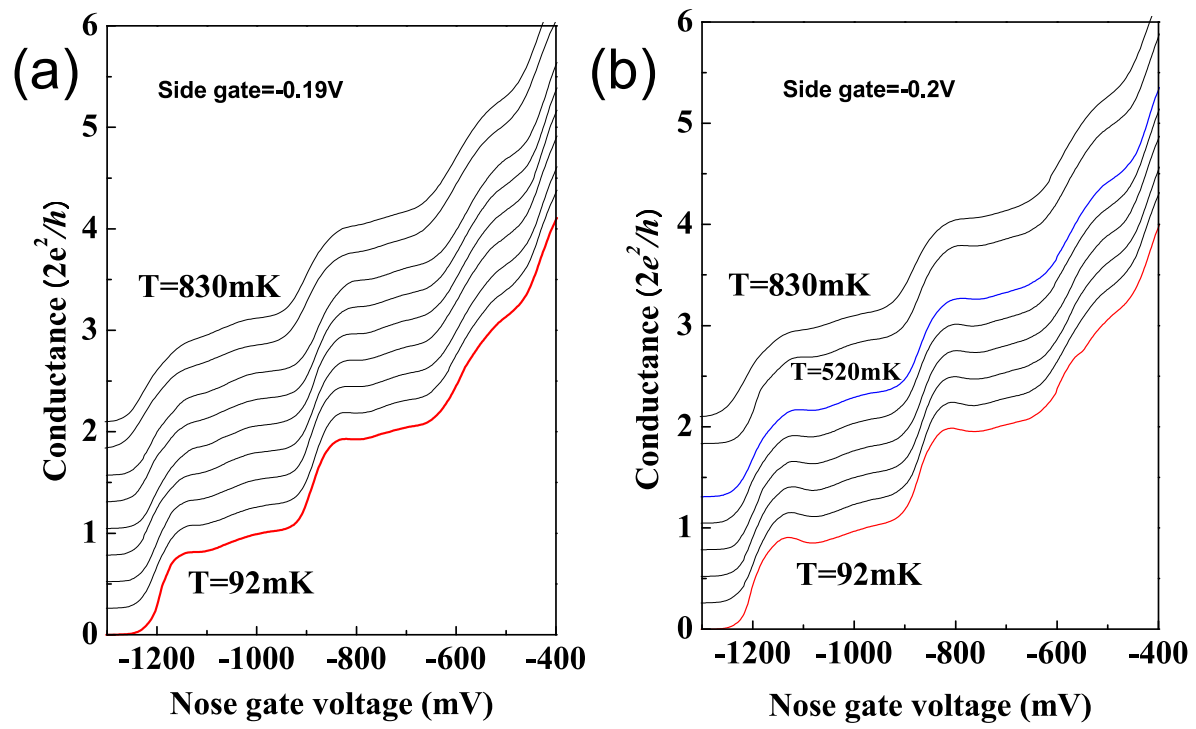 (a)
Side gate=-0.19V
Conductance (2e²/h)
6
5
4
3
2
1
0
T=830mK
T=92mK
-1200 -1000 -800 -600 -400
Nose gate voltage (mV)
(b)
Side gate=-0.2V
Conductance (2e²/h)
6
5
4
3
2
1
0
T=830mK
T=520mK
T=92mK
-1200 -1000 -800 -600 -400
Nose gate voltage (mV)